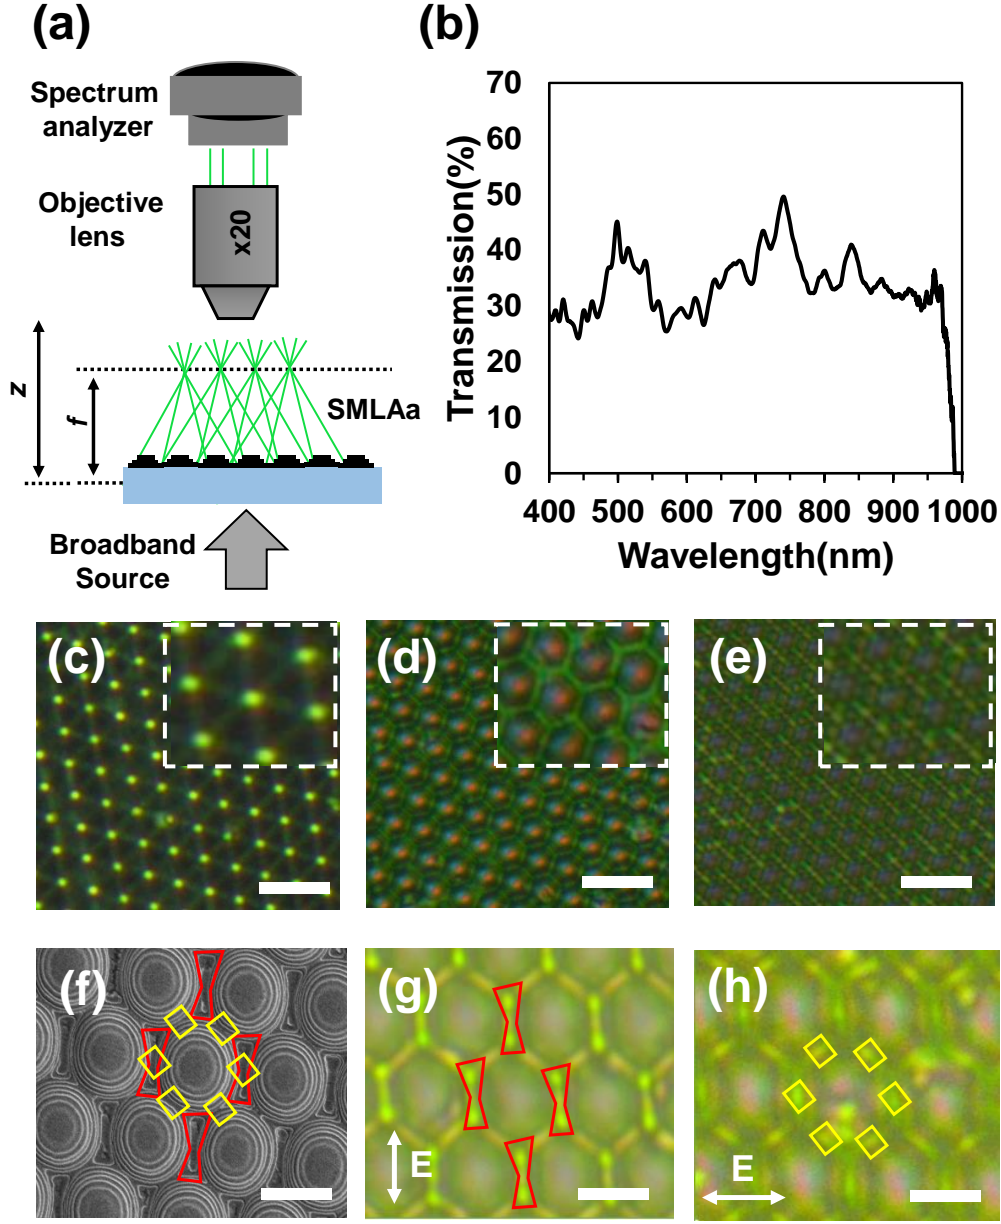 (a)
Spectrum
analyzer
Objective
lens
x20
z
f
SMLAa
Broadband
Source
(b)
70
60
50
40
30
20
10
0
Transmission(%)
400 500 600 700 800 900 1000
Wavelength(nm)
(c)
(d)
(e)
(f)
(g)
E
(h)
E